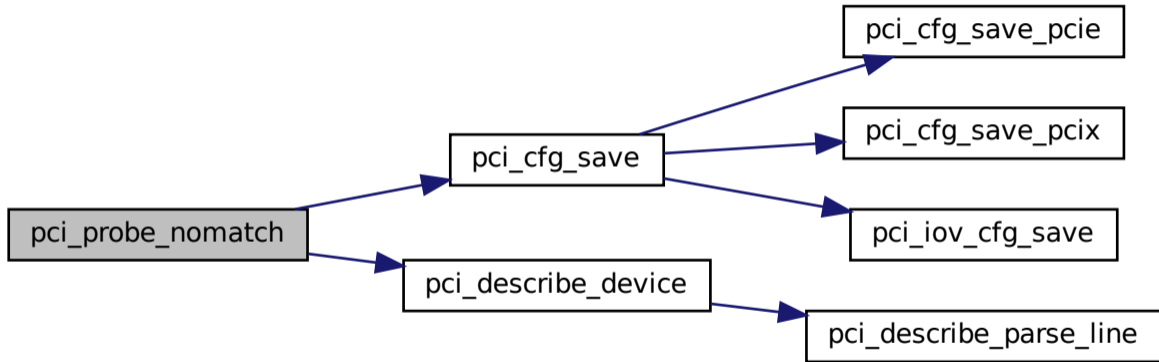 pci_cfg_save_pcie
pci_cfg_save_pcix
pci_cfg_save
pci_iov_cfg_save
pci_probe_nomatch
pci_describe_device
pci_describe_parse_line